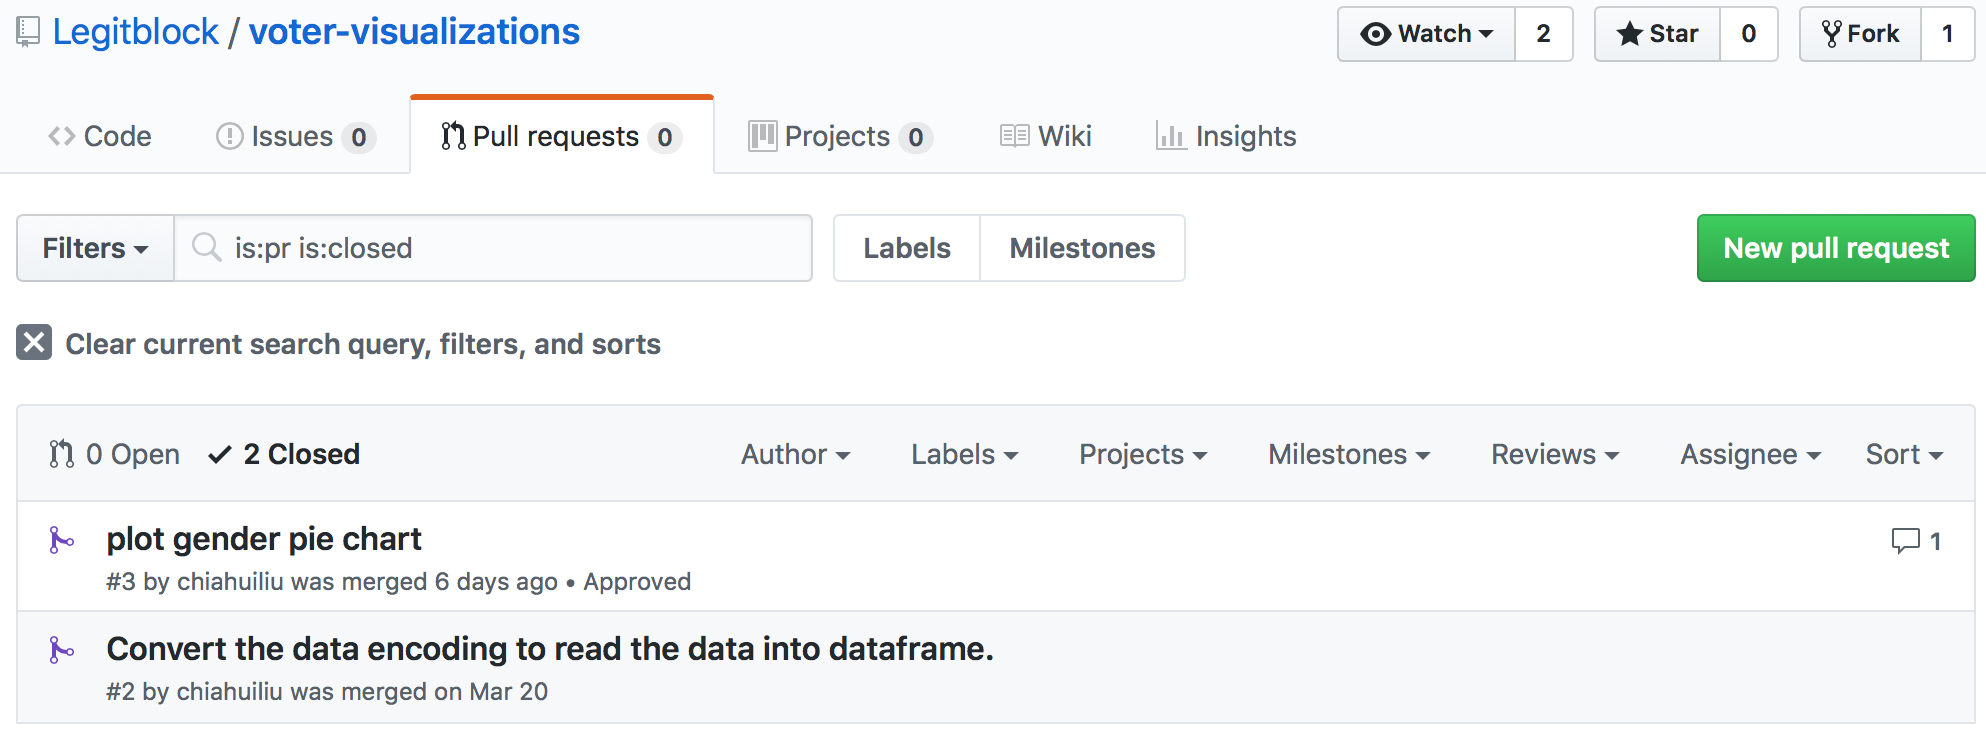 Legitblock / voter-visualizations
Watch 2 Star 0 Fork 1
Code Issues 0 Pull requests 0 Projects 0 Wiki Insights
Filters is:pr is:closed Labels Milestones New pull request
Clear current search query, filters, and sorts
0 Open 2 Closed Author Labels Projects Milestones Reviews Assignee Sort
plot gender pie chart 1
#3 by chiahuiliu was merged 6 days ago • Approved
Convert the data encoding to read the data into dataframe.
#2 by chiahuiliu was merged on Mar 20